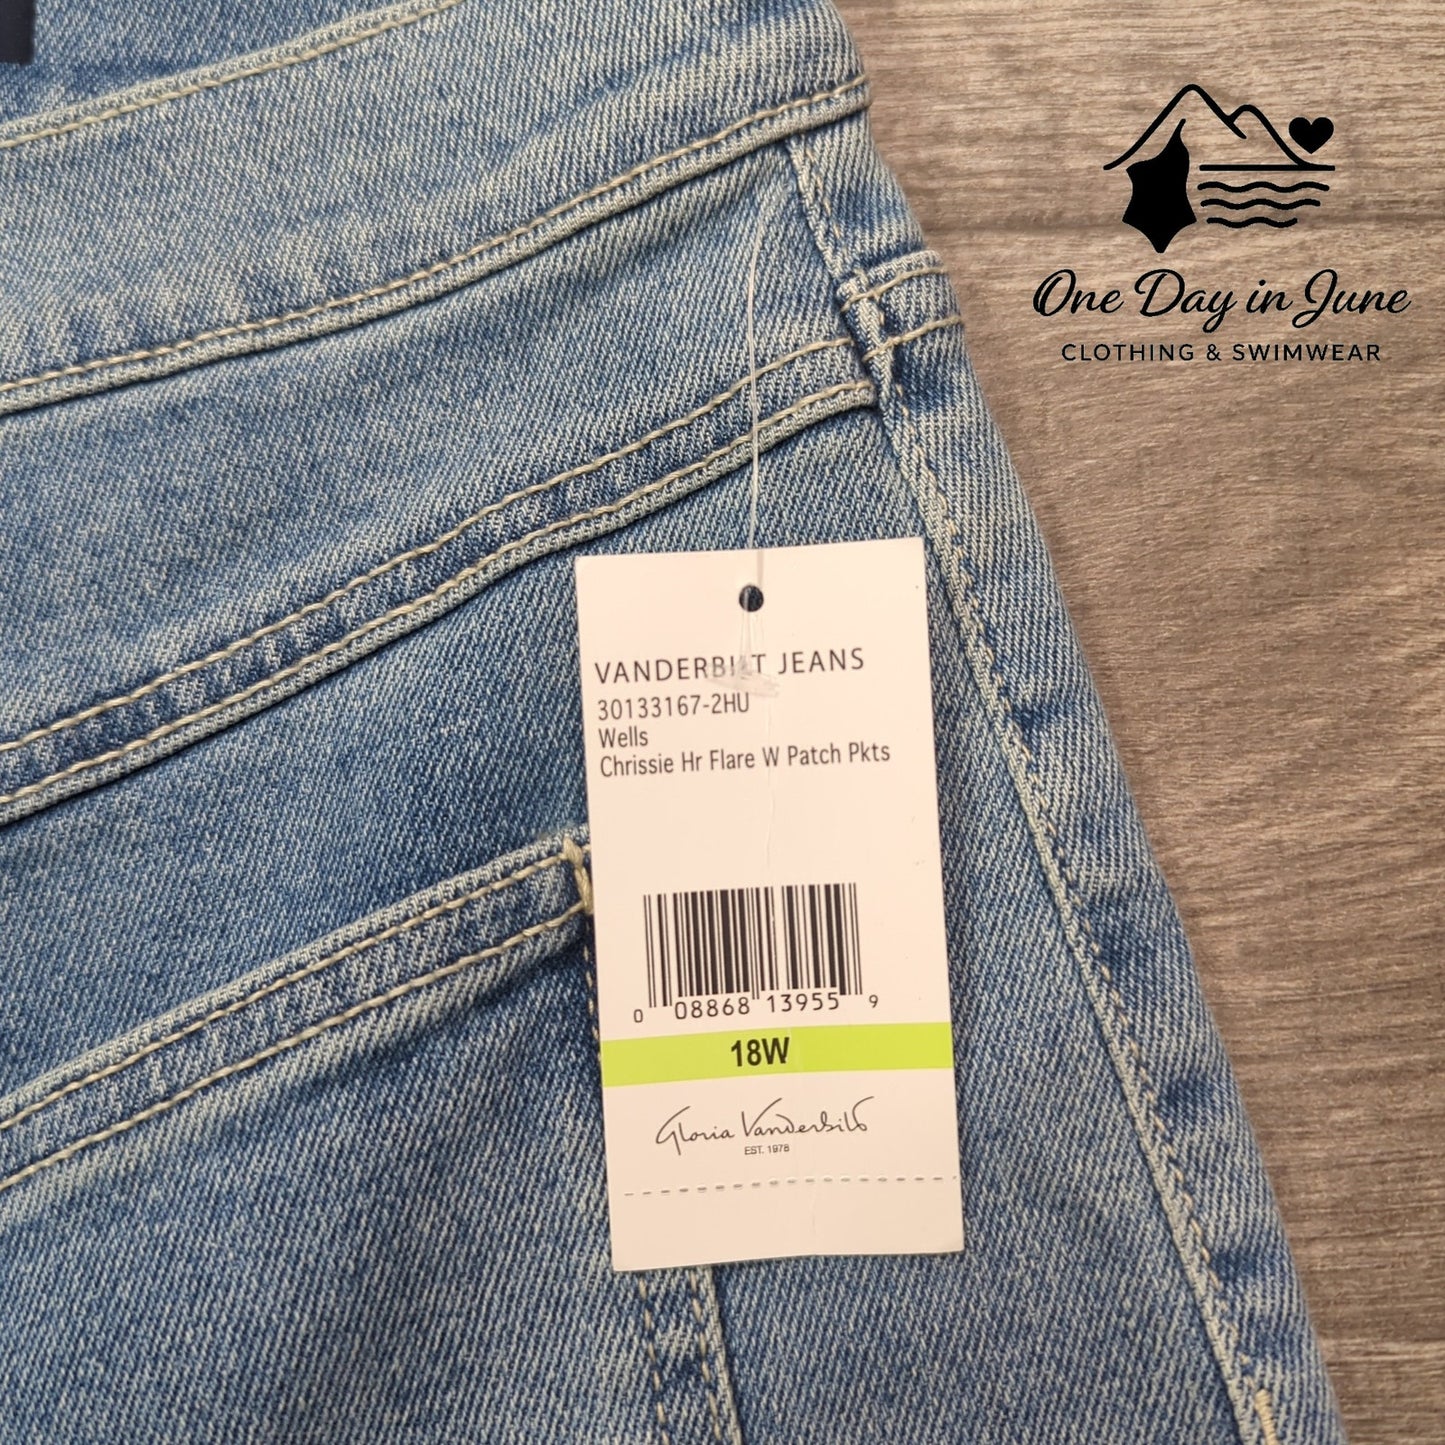 One Day in June
CLOTHING & SWIMWEAR
VANDERBILT JEANS
30133167-2HU
Wells
Chrissie Hr Flare W Patch Pkts
0 08868 13955 9
18W
Gloria Vanderbilt
EST. 1978